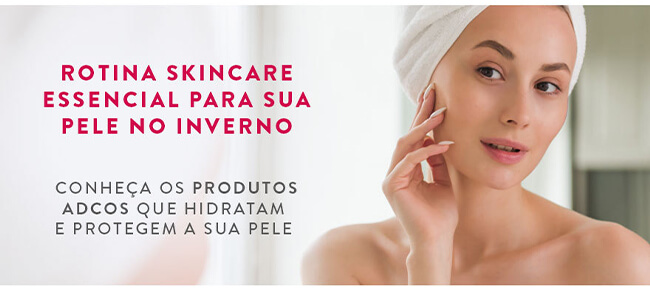 ROTINA SKINCARE
ESSENCIAL PARA SUA
PELE NO INVERNO
CONHEÇA OS PRODUTOS
ADCOS QUE HIDRATAM
E PROTEGEM A SUA PELE